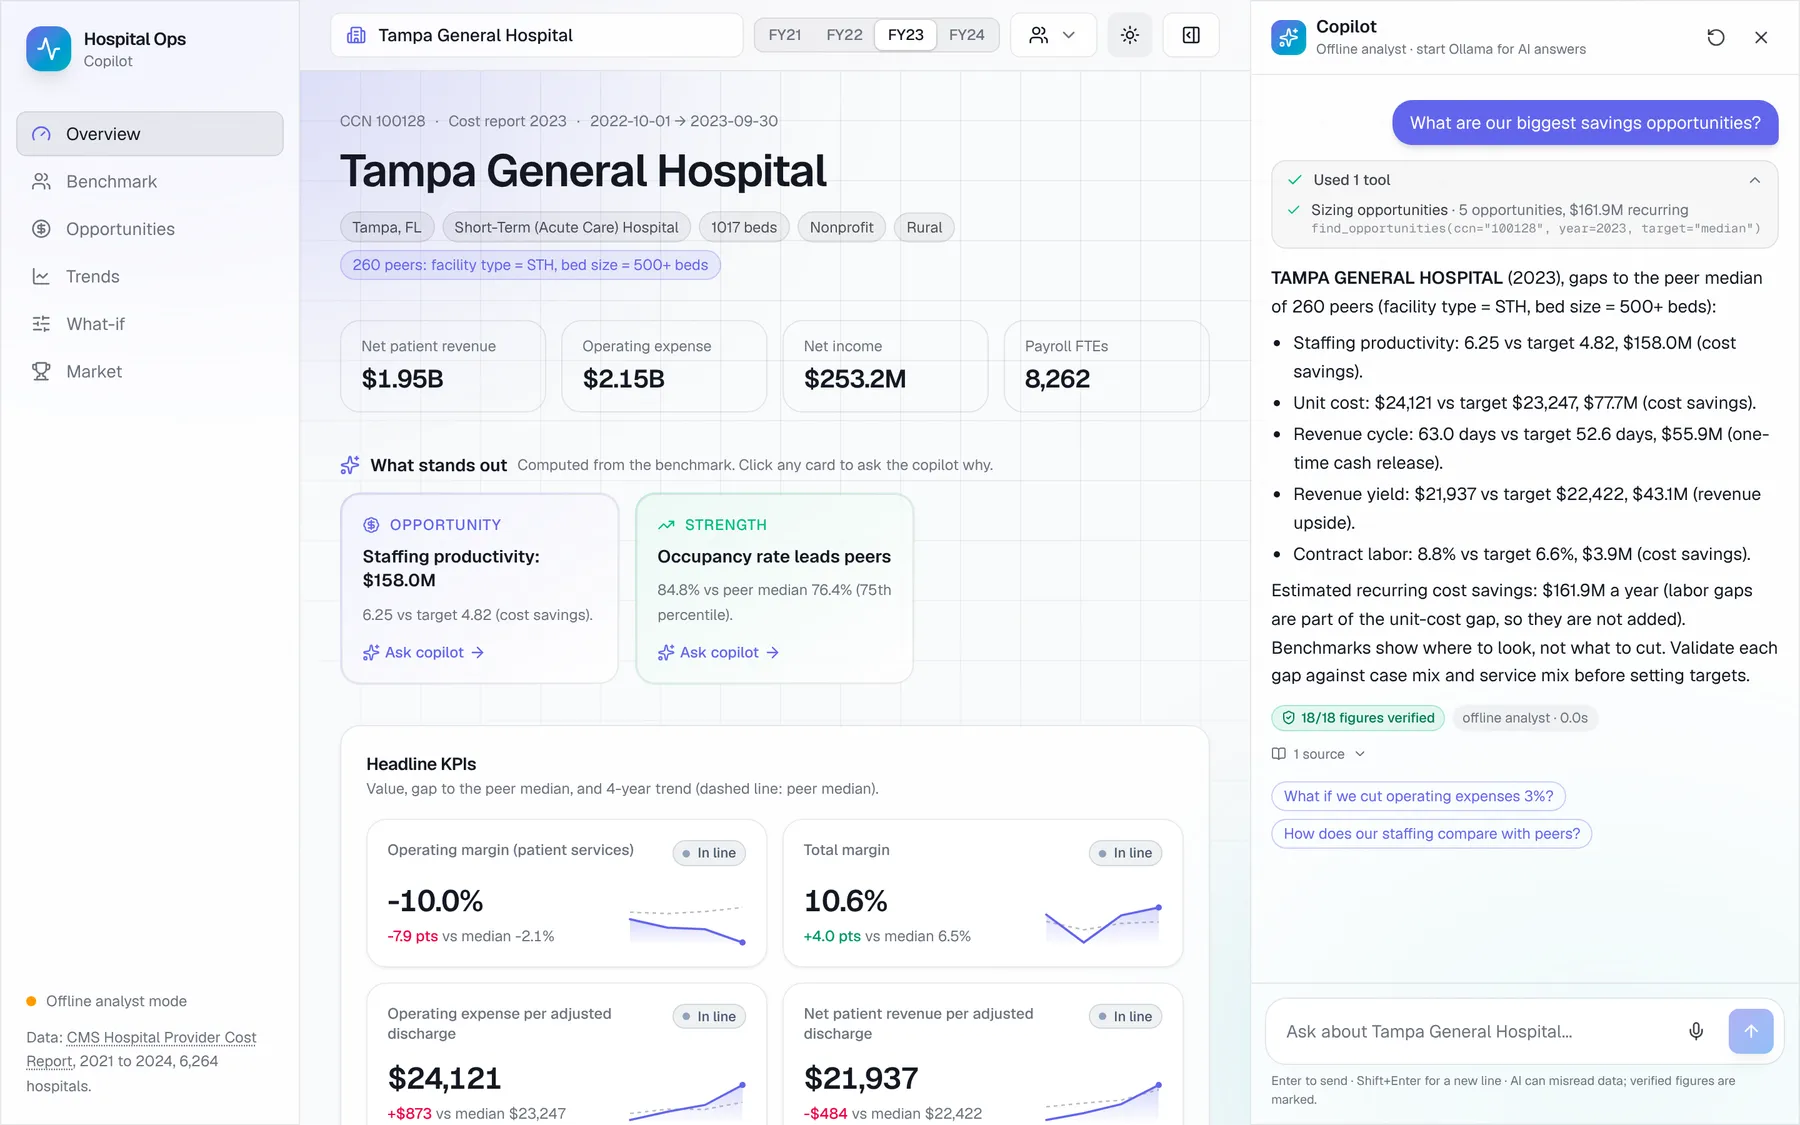 Hospital Ops
Copilot
Overview
Benchmark
Opportunities
Trends
What-if
Market
Offline analyst mode
Data: CMS Hospital Provider Cost
Report, 2021 to 2024, 6,264
hospitals.
Tampa General Hospital
FY21 FY22 FY23 FY24
CCN 100128 · Cost report 2023 · 2022-10-01 → 2023-09-30
Tampa General Hospital
Tampa, FL Short-Term (Acute Care) Hospital 1017 beds Nonprofit Rural
260 peers: facility type = STH, bed size = 500+ beds
Net patient revenue
$1.95B
Operating expense
$2.15B
Net income
$253.2M
Payroll FTEs
8,262
What stands out Computed from the benchmark. Click any card to ask the copilot why.
OPPORTUNITY
Staffing productivity:
$158.0M
6.25 vs target 4.82 (cost savings).
Ask copilot →
STRENGTH
Occupancy rate leads peers
84.8% vs peer median 76.4% (75th
percentile).
Ask copilot →
Headline KPIs
Value, gap to the peer median, and 4-year trend (dashed line: peer median).
Operating margin (patient services)
In line
-10.0%
-7.9 pts vs median -2.1%
Total margin
In line
10.6%
+4.0 pts vs median 6.5%
Operating expense per adjusted
discharge
In line
$24,121
+$873 vs median $23,247
Net patient revenue per adjusted
discharge
In line
$21,937
-$484 vs median $22,422
Copilot
Offline analyst · start Ollama for AI answers
What are our biggest savings opportunities?
Used 1 tool
Sizing opportunities · 5 opportunities, $161.9M recurring
find_opportunities(ccn="100128", year=2023, target="median")
TAMPA GENERAL HOSPITAL (2023), gaps to the peer median
of 260 peers (facility type = STH, bed size = 500+ beds):
• Staffing productivity: 6.25 vs target 4.82, $158.0M (cost
savings).
• Unit cost: $24,121 vs target $23,247, $77.7M (cost savings).
• Revenue cycle: 63.0 days vs target 52.6 days, $55.9M (one-
time cash release).
• Revenue yield: $21,937 vs target $22,422, $43.1M (revenue
upside).
• Contract labor: 8.8% vs target 6.6%, $3.9M (cost savings).
Estimated recurring cost savings: $161.9M a year (labor gaps
are part of the unit-cost gap, so they are not added).
Benchmarks show where to look, not what to cut. Validate each
gap against case mix and service mix before setting targets.
18/18 figures verified
offline analyst · 0.0s
1 source
What if we cut operating expenses 3%?
How does our staffing compare with peers?
Ask about Tampa General Hospital...
Enter to send · Shift+Enter for a new line · AI can misread data; verified figures are
marked.